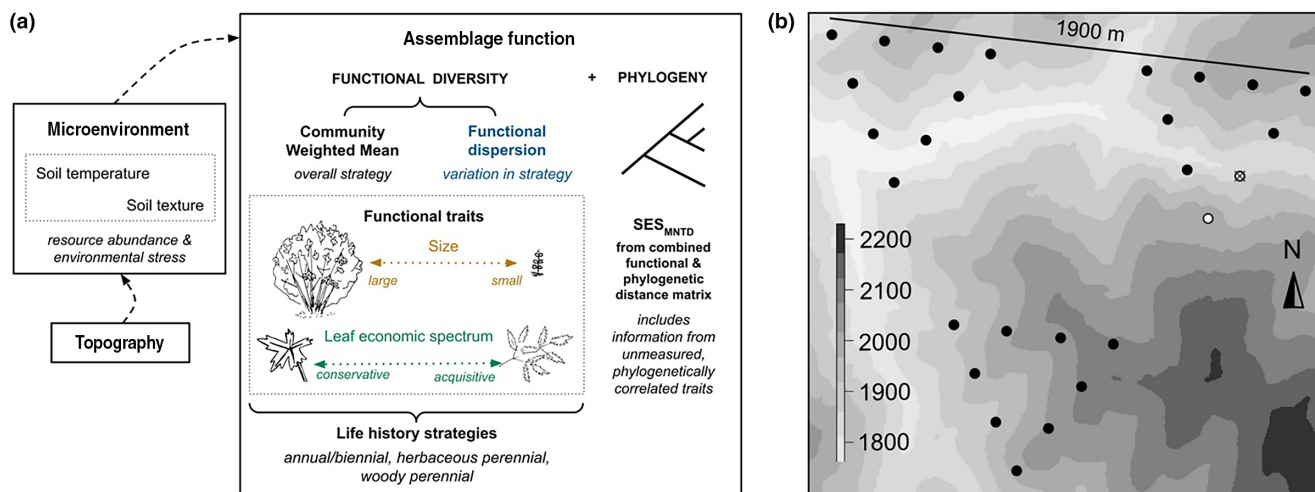 (a)
Microenvironment
Soil temperature
Soil texture
resource abundance &
environmental stress
Topography
Assemblage function
FUNCTIONAL DIVERSITY + PHYLOGENY
Community
Weighted Mean
overall strategy
Functional
dispersion
variation in strategy
Functional traits
Size
large
small
Leaf economic spectrum
conservative
acquisitive
Life history strategies
annual/biennial, herbaceous perennial,
woody perennial
SESMNTD
from combined
functional &
phylogenetic
distance matrix
includes
information from
unmeasured,
phylogenetically
correlated traits
(b)
1900 m
N
2200
2100
2000
1900
1800